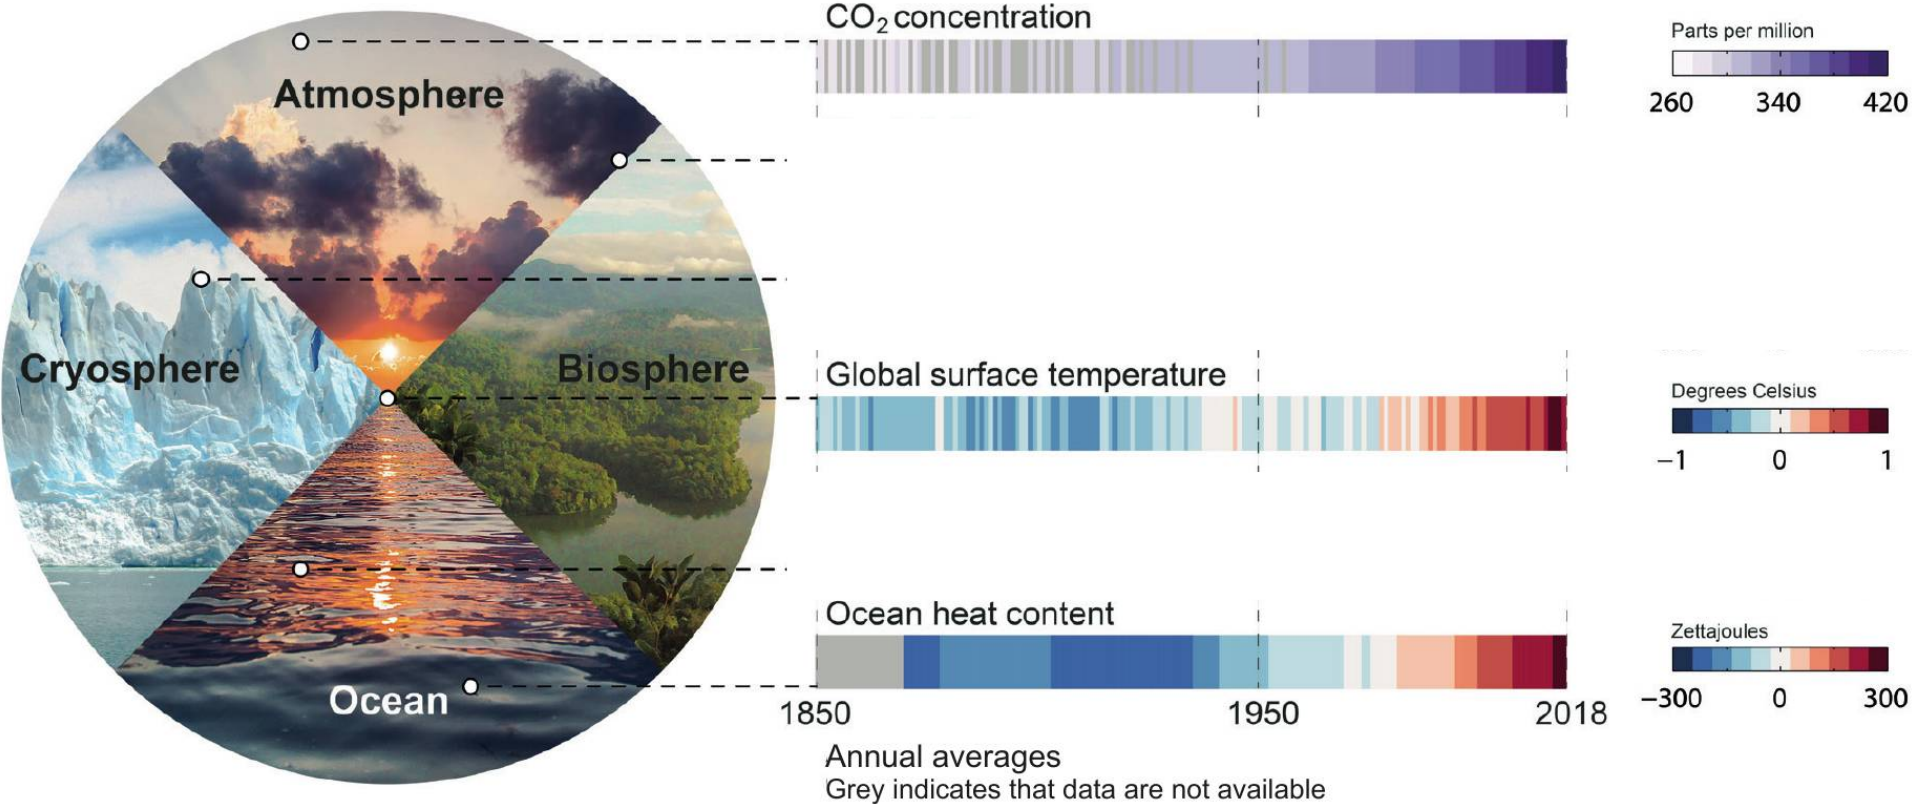 CO₂ concentration
Parts per million
260 340 420
Atmosphere
Cryosphere
Biosphere
Global surface temperature
Degrees Celsius
−1 0 1
Ocean heat content
Zettajoules
−300 0 300
Ocean
1850 1950 2018
Annual averages
Grey indicates that data are not available